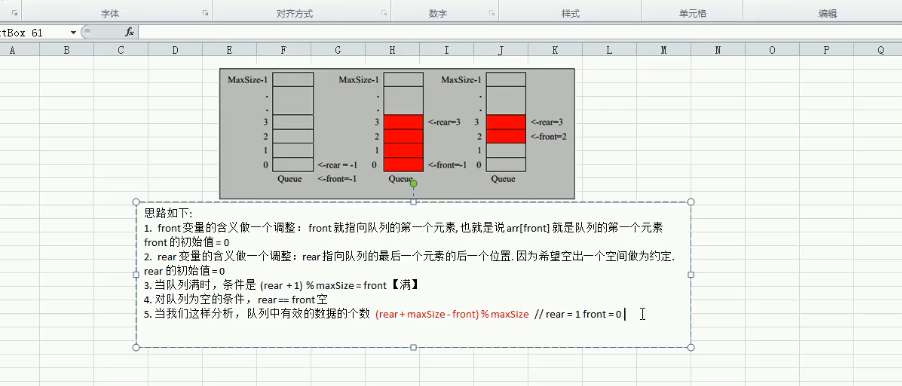 字体
对齐方式
数字
样式
单元格
编辑
tBox 61
fx
A B C D E F G H I J K L M N O P Q
MaxSize-1 MaxSize-1 MaxSize-1
. . .
. . .
3 3 <-rear=3 3 <-rear=3
2 2 2 <-front=2
1 1 1
0 <-rear = -1 0 <-front=-1 0
Queue <-front=-1 Queue Queue
思路如下:
1. front 变量的含义做一个调整： front 就指向队列的第一个元素,也就是说 arr[front] 就是队列的第一个元素
front 的初始值 = 0
2. rear 变量的含义做一个调整：rear 指向队列的最后一个元素的后一个位置. 因为希望空出一个空间做为约定.
rear 的初始值 = 0
3. 当队列满时，条件是 (rear + 1) % maxSize = front 【满】
4. 对队列为空的条件， rear == front 空
5. 当我们这样分析， 队列中有效的数据的个数 (rear + maxSize - front) % maxSize // rear = 1 front = 0